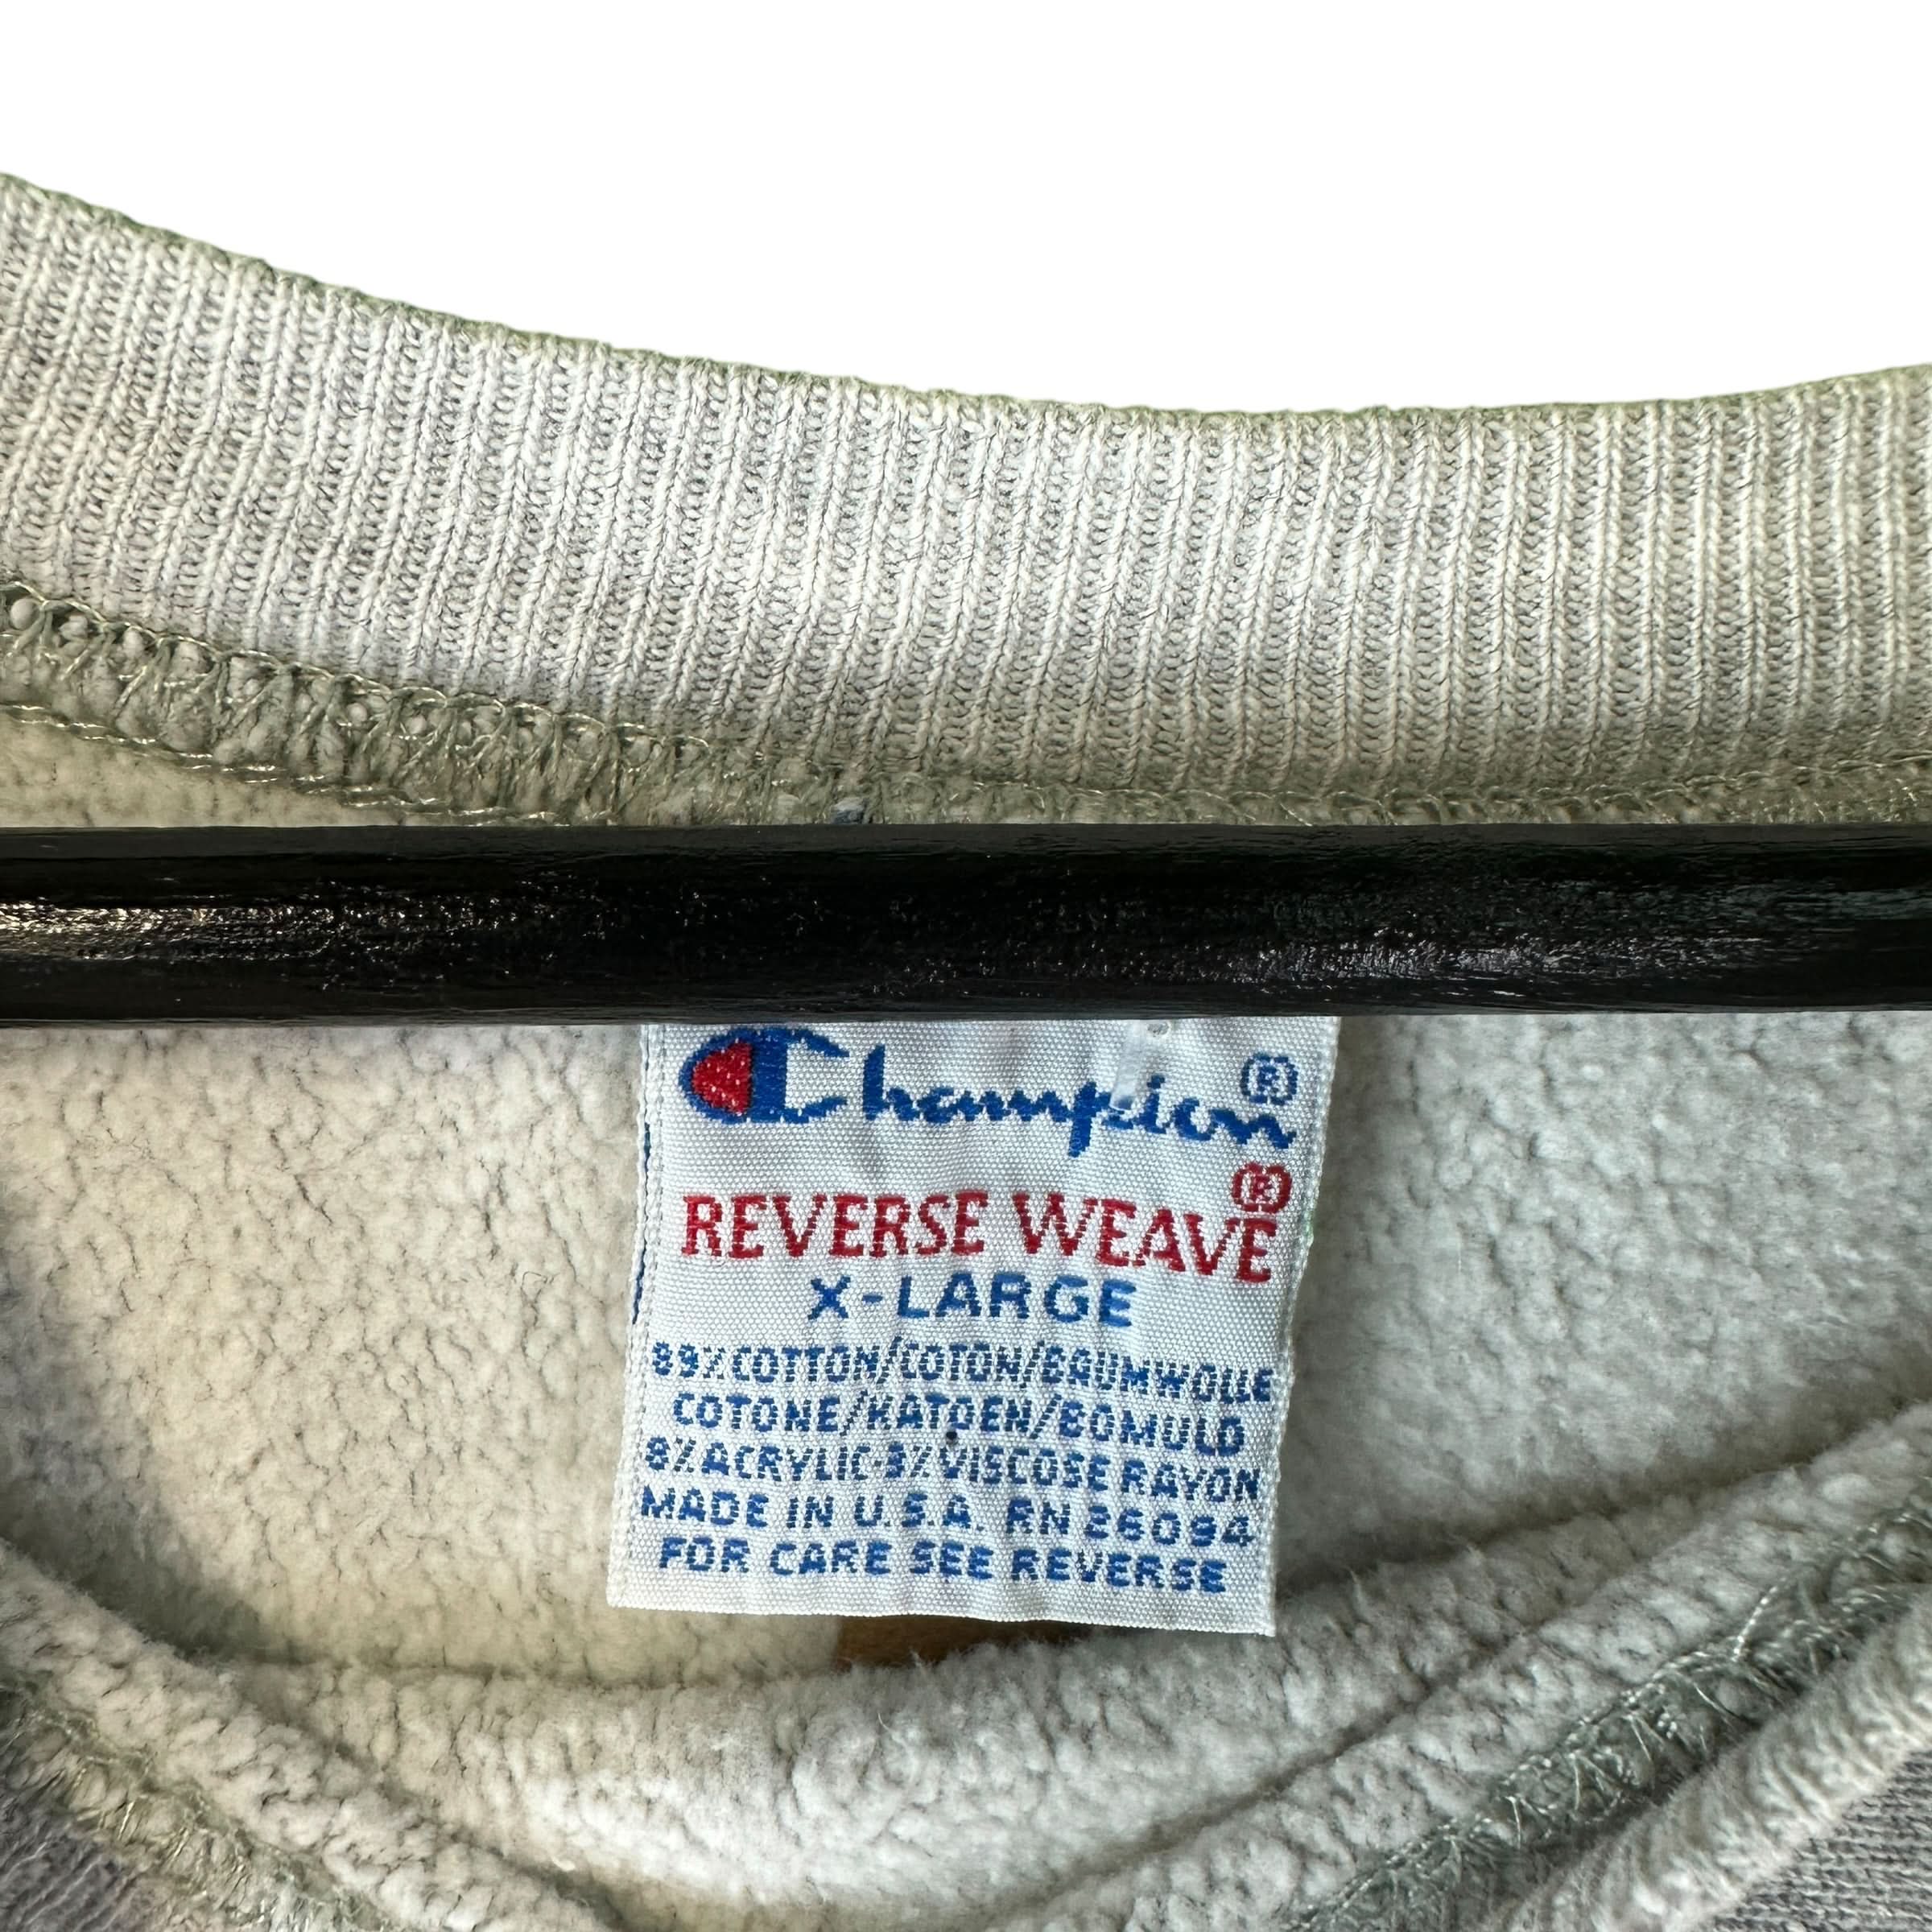 Champion®
REVERSE WEAVE®
X-LARGE
89% COTTON/COTON/BAUMWOLLE
COTONE/KATOEN/BOMULD
8% ACRYLIC-3% VISCOSE RAYON
MADE IN U.S.A. RN 26094
FOR CARE SEE REVERSE